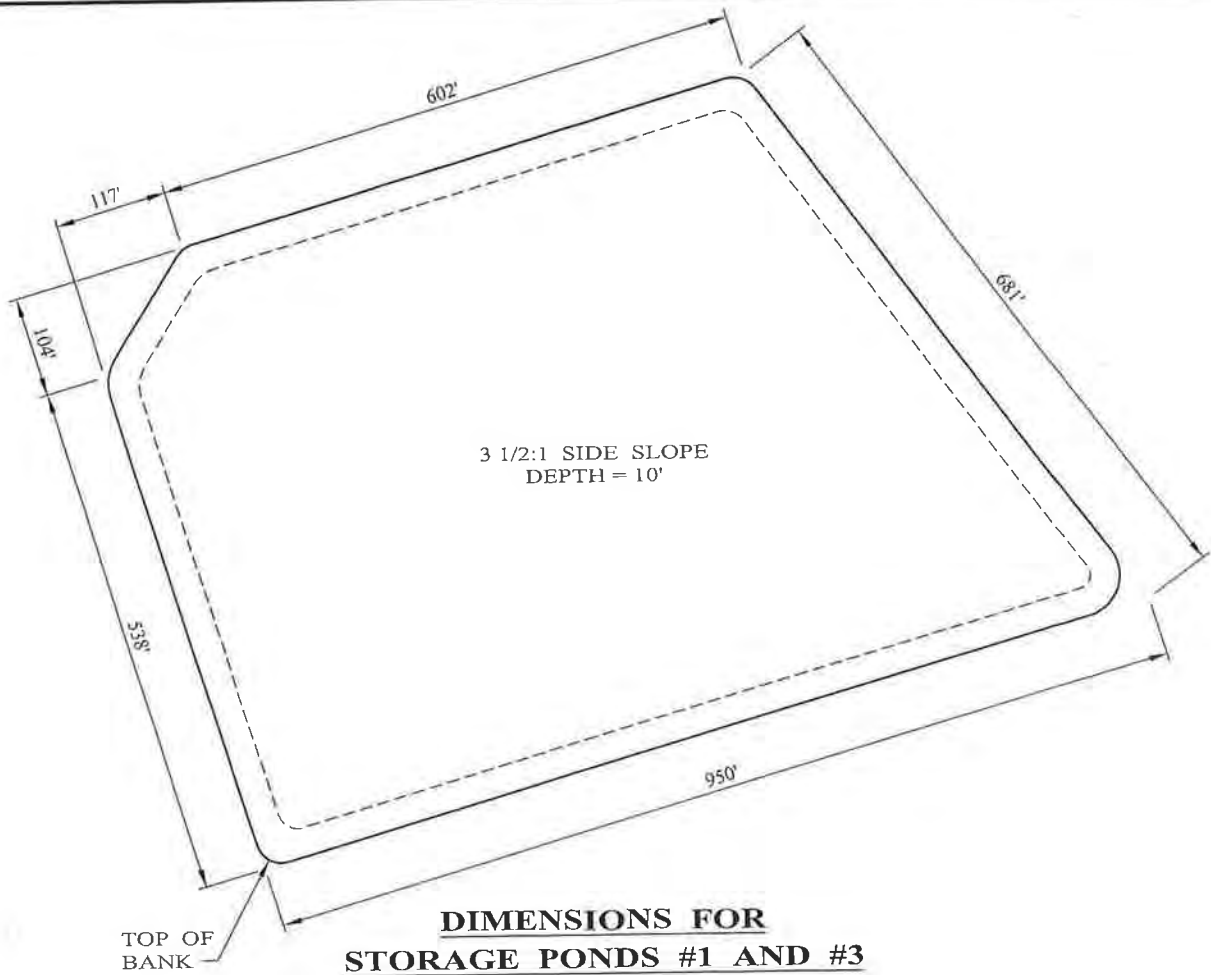 602'
117'
104'
681'
3 1/2:1 SIDE SLOPE
DEPTH = 10'
538'
950'
TOP OF
BANK
DIMENSIONS FOR
STORAGE PONDS #1 AND #3